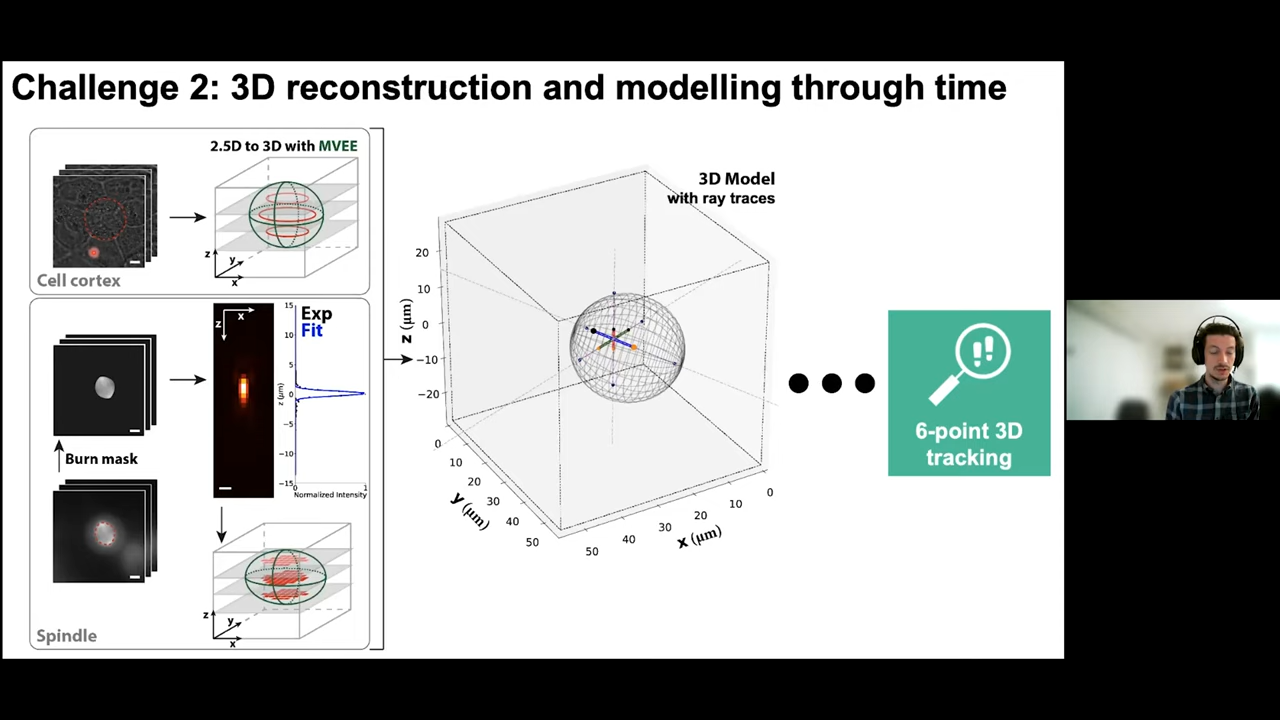 Challenge 2: 3D reconstruction and modelling through time
2.5D to 3D with MVEE
z
y
x
Cell cortex
Burn mask
z
x
Exp
Fit
15
10
5
0
−5
−10
−15
z (μm)
0
1
Normalized Intensity
z
y
x
Spindle
3D Model
with ray traces
20
10
0
−10
−20
z (μm)
0
10
20
30
40
50
y (μm)
50
40
30
20
10
0
x (μm)
6-point 3D
tracking